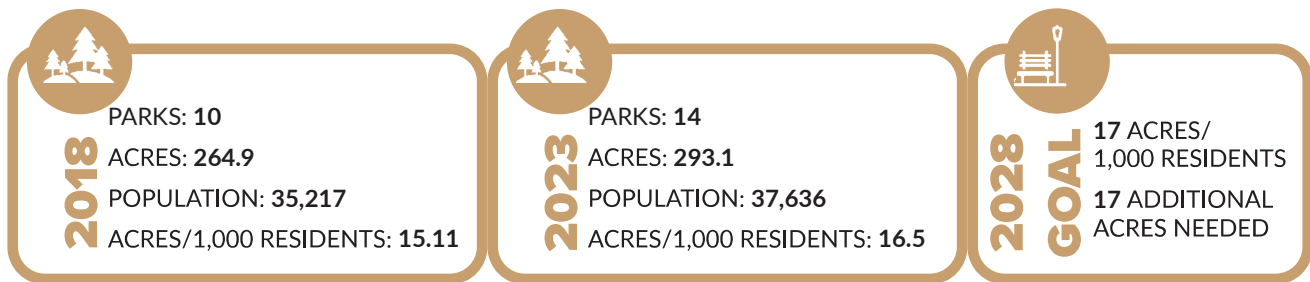 2018
PARKS: 10
ACRES: 264.9
POPULATION: 35,217
ACRES/1,000 RESIDENTS: 15.11
2023
PARKS: 14
ACRES: 293.1
POPULATION: 37,636
ACRES/1,000 RESIDENTS: 16.5
2028
GOAL
17 ACRES/
1,000 RESIDENTS
17 ADDITIONAL
ACRES NEEDED